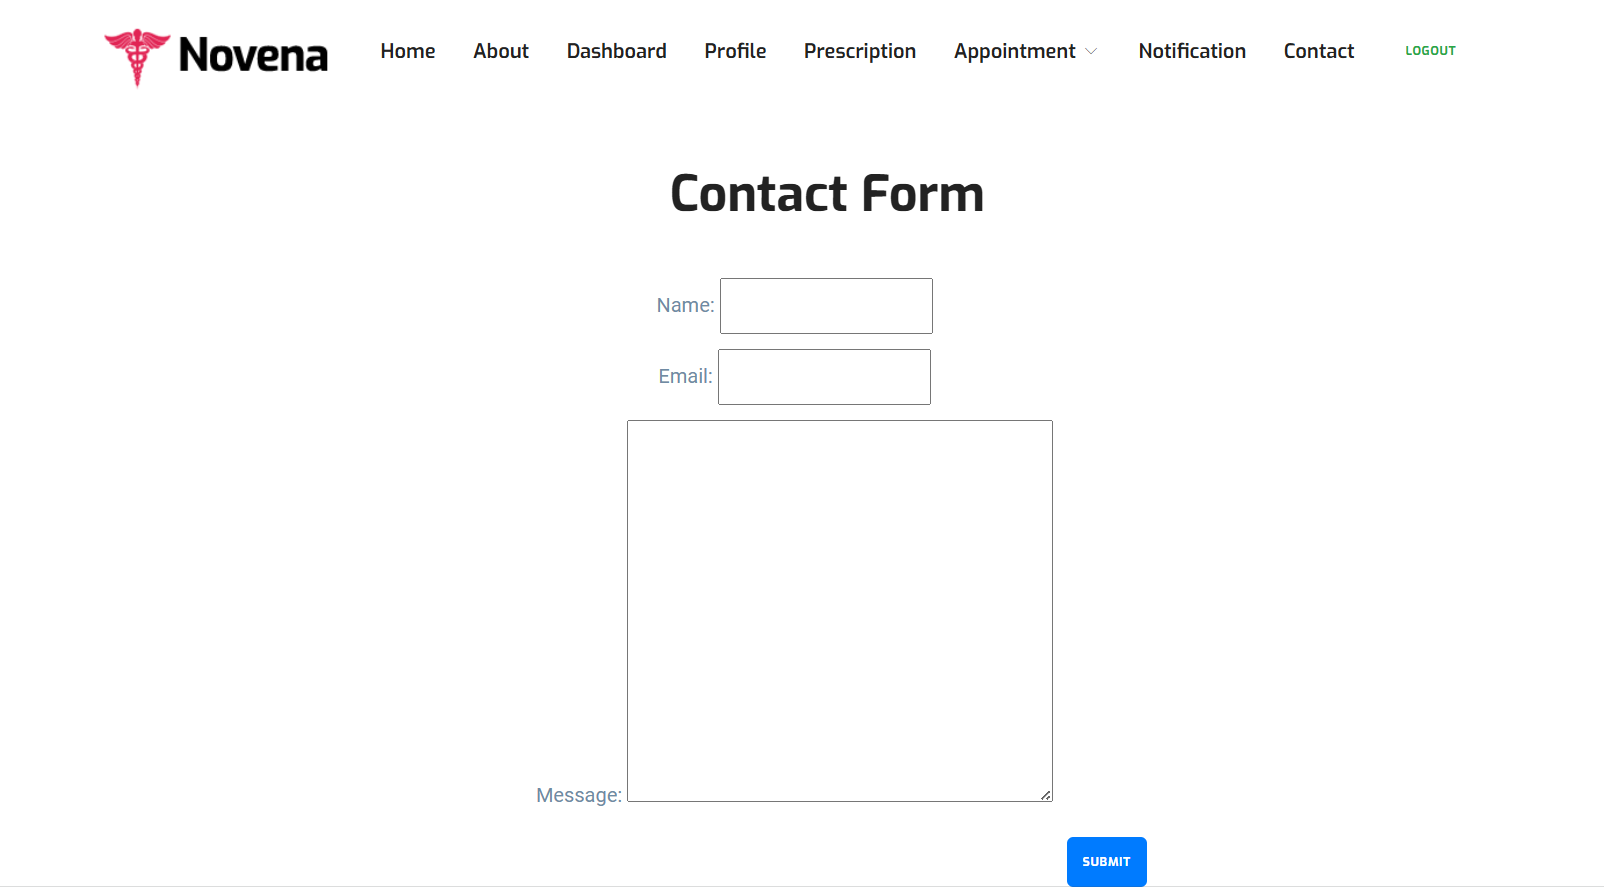 Novena
Home About Dashboard Profile Prescription Appointment Notification Contact LOGOUT
Contact Form
Name:
Email:
Message:
SUBMIT